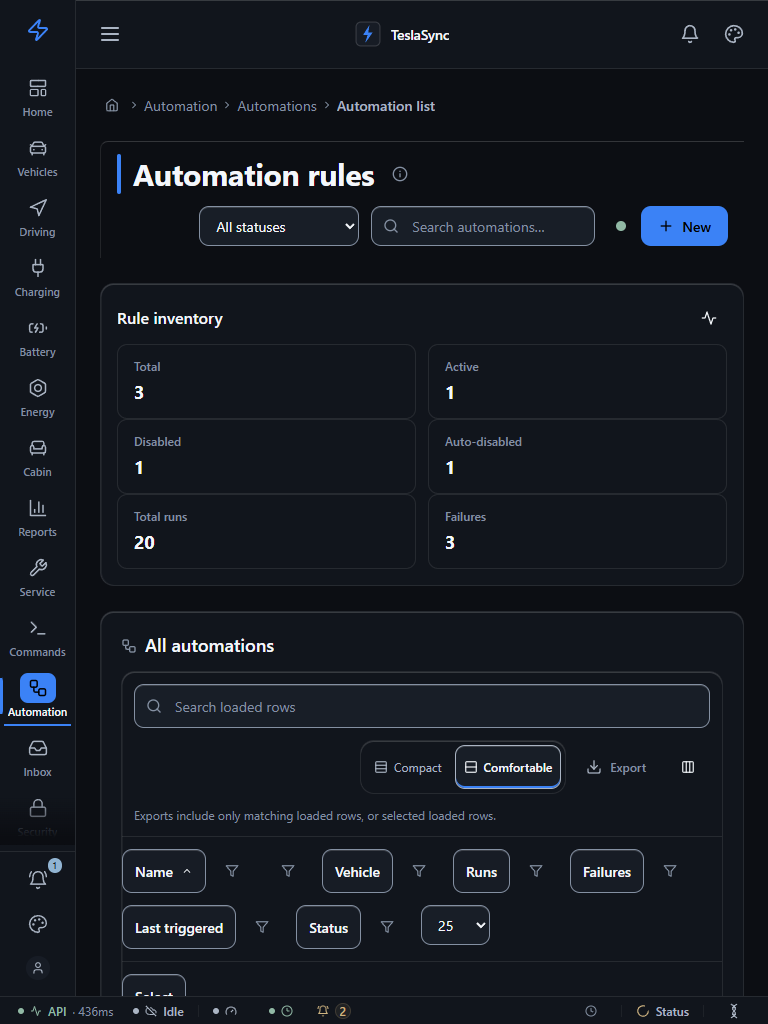 TeslaSync
Home
Vehicles
Driving
Charging
Battery
Energy
Cabin
Reports
Service
Commands
Automation
Inbox
Security
1
Automation
Automations
Automation list
Automation rules
All statuses
Search automations...
New
Rule inventory
Total
3
Active
1
Disabled
1
Auto-disabled
1
Total runs
20
Failures
3
All automations
Search loaded rows
Compact
Comfortable
Export
Exports include only matching loaded rows, or selected loaded rows.
Name
Vehicle
Runs
Failures
Last triggered
Status
25
Select
API · 436ms
Idle
2
Status